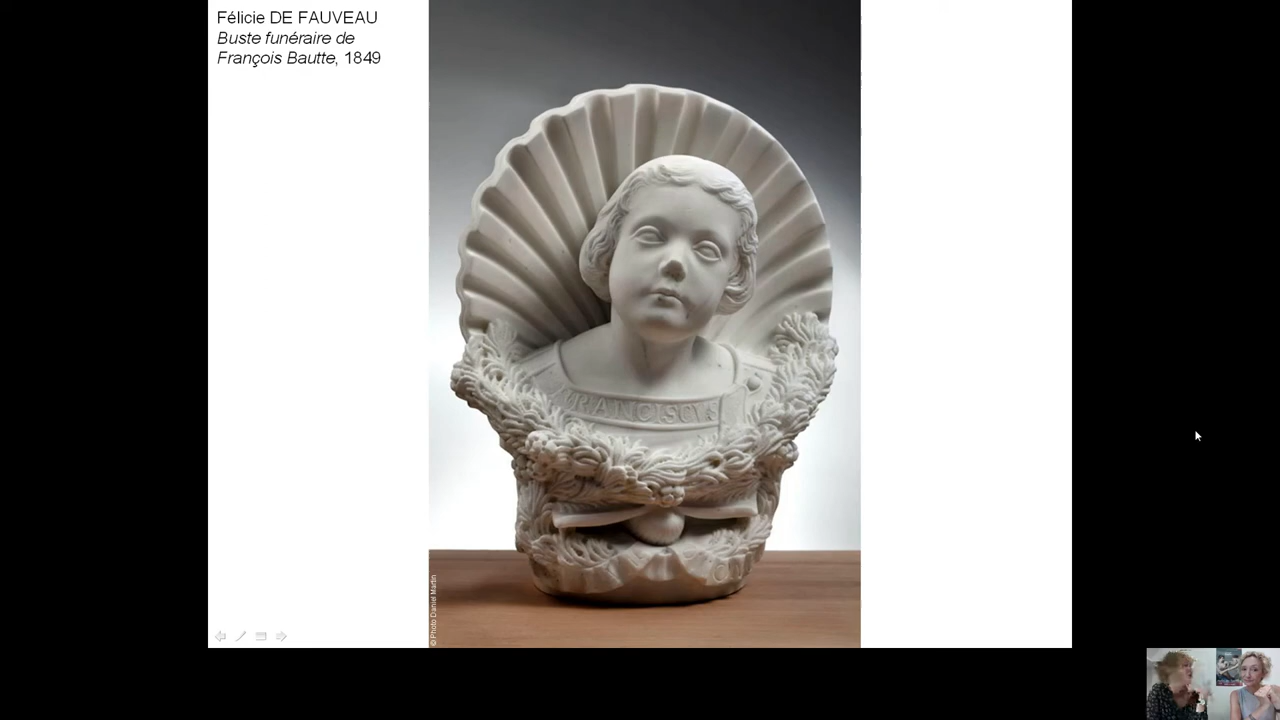 Félicie DE FAUVEAU
Buste funéraire de
François Bautte, 1849
FRANCISCVS
© Photo Daniel Martin